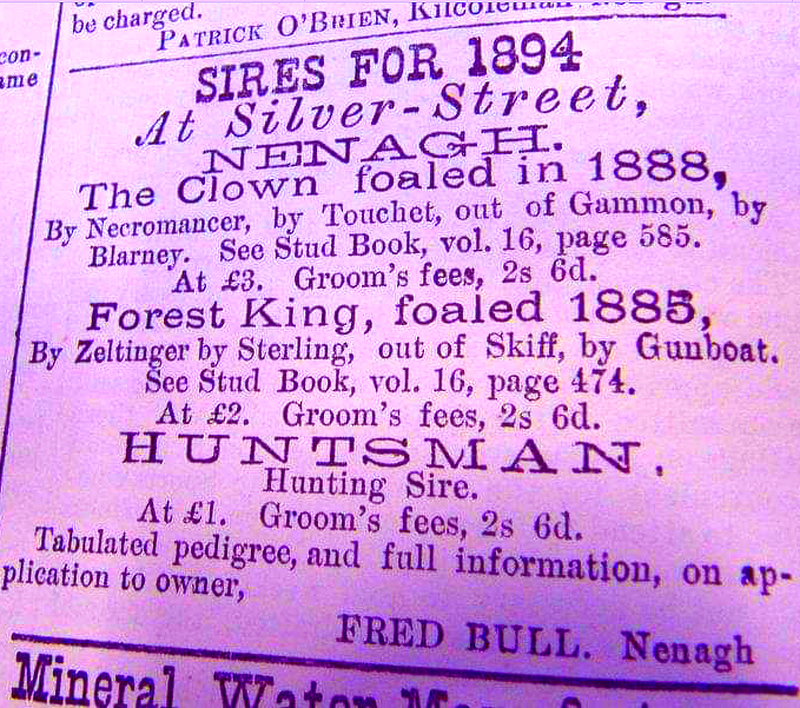 con-
ame
be charged.
PATRICK O'BRIEN,
SIRES FOR 1894
At Silver-Street,
NENAGH.
The Clown foaled in 1888,
By Necromancer, by Touchet, out of Gammon, by
Blarney. See Stud Book, vol. 16, page 585.
At £3. Groom's fees, 2s 6d.
Forest King, foaled 1885,
By Zeltinger by Sterling, out of Skiff, by Gunboat.
See Stud Book, vol. 16, page 474.
At £2. Groom's fees, 2s 6d.
HUNTSMAN.
Hunting Sire.
At £1. Groom's fees, 2s 6d.
Tabulated pedigree, and full information, on ap-
plication to owner,
FRED BULL. Nenagh
Mineral Water